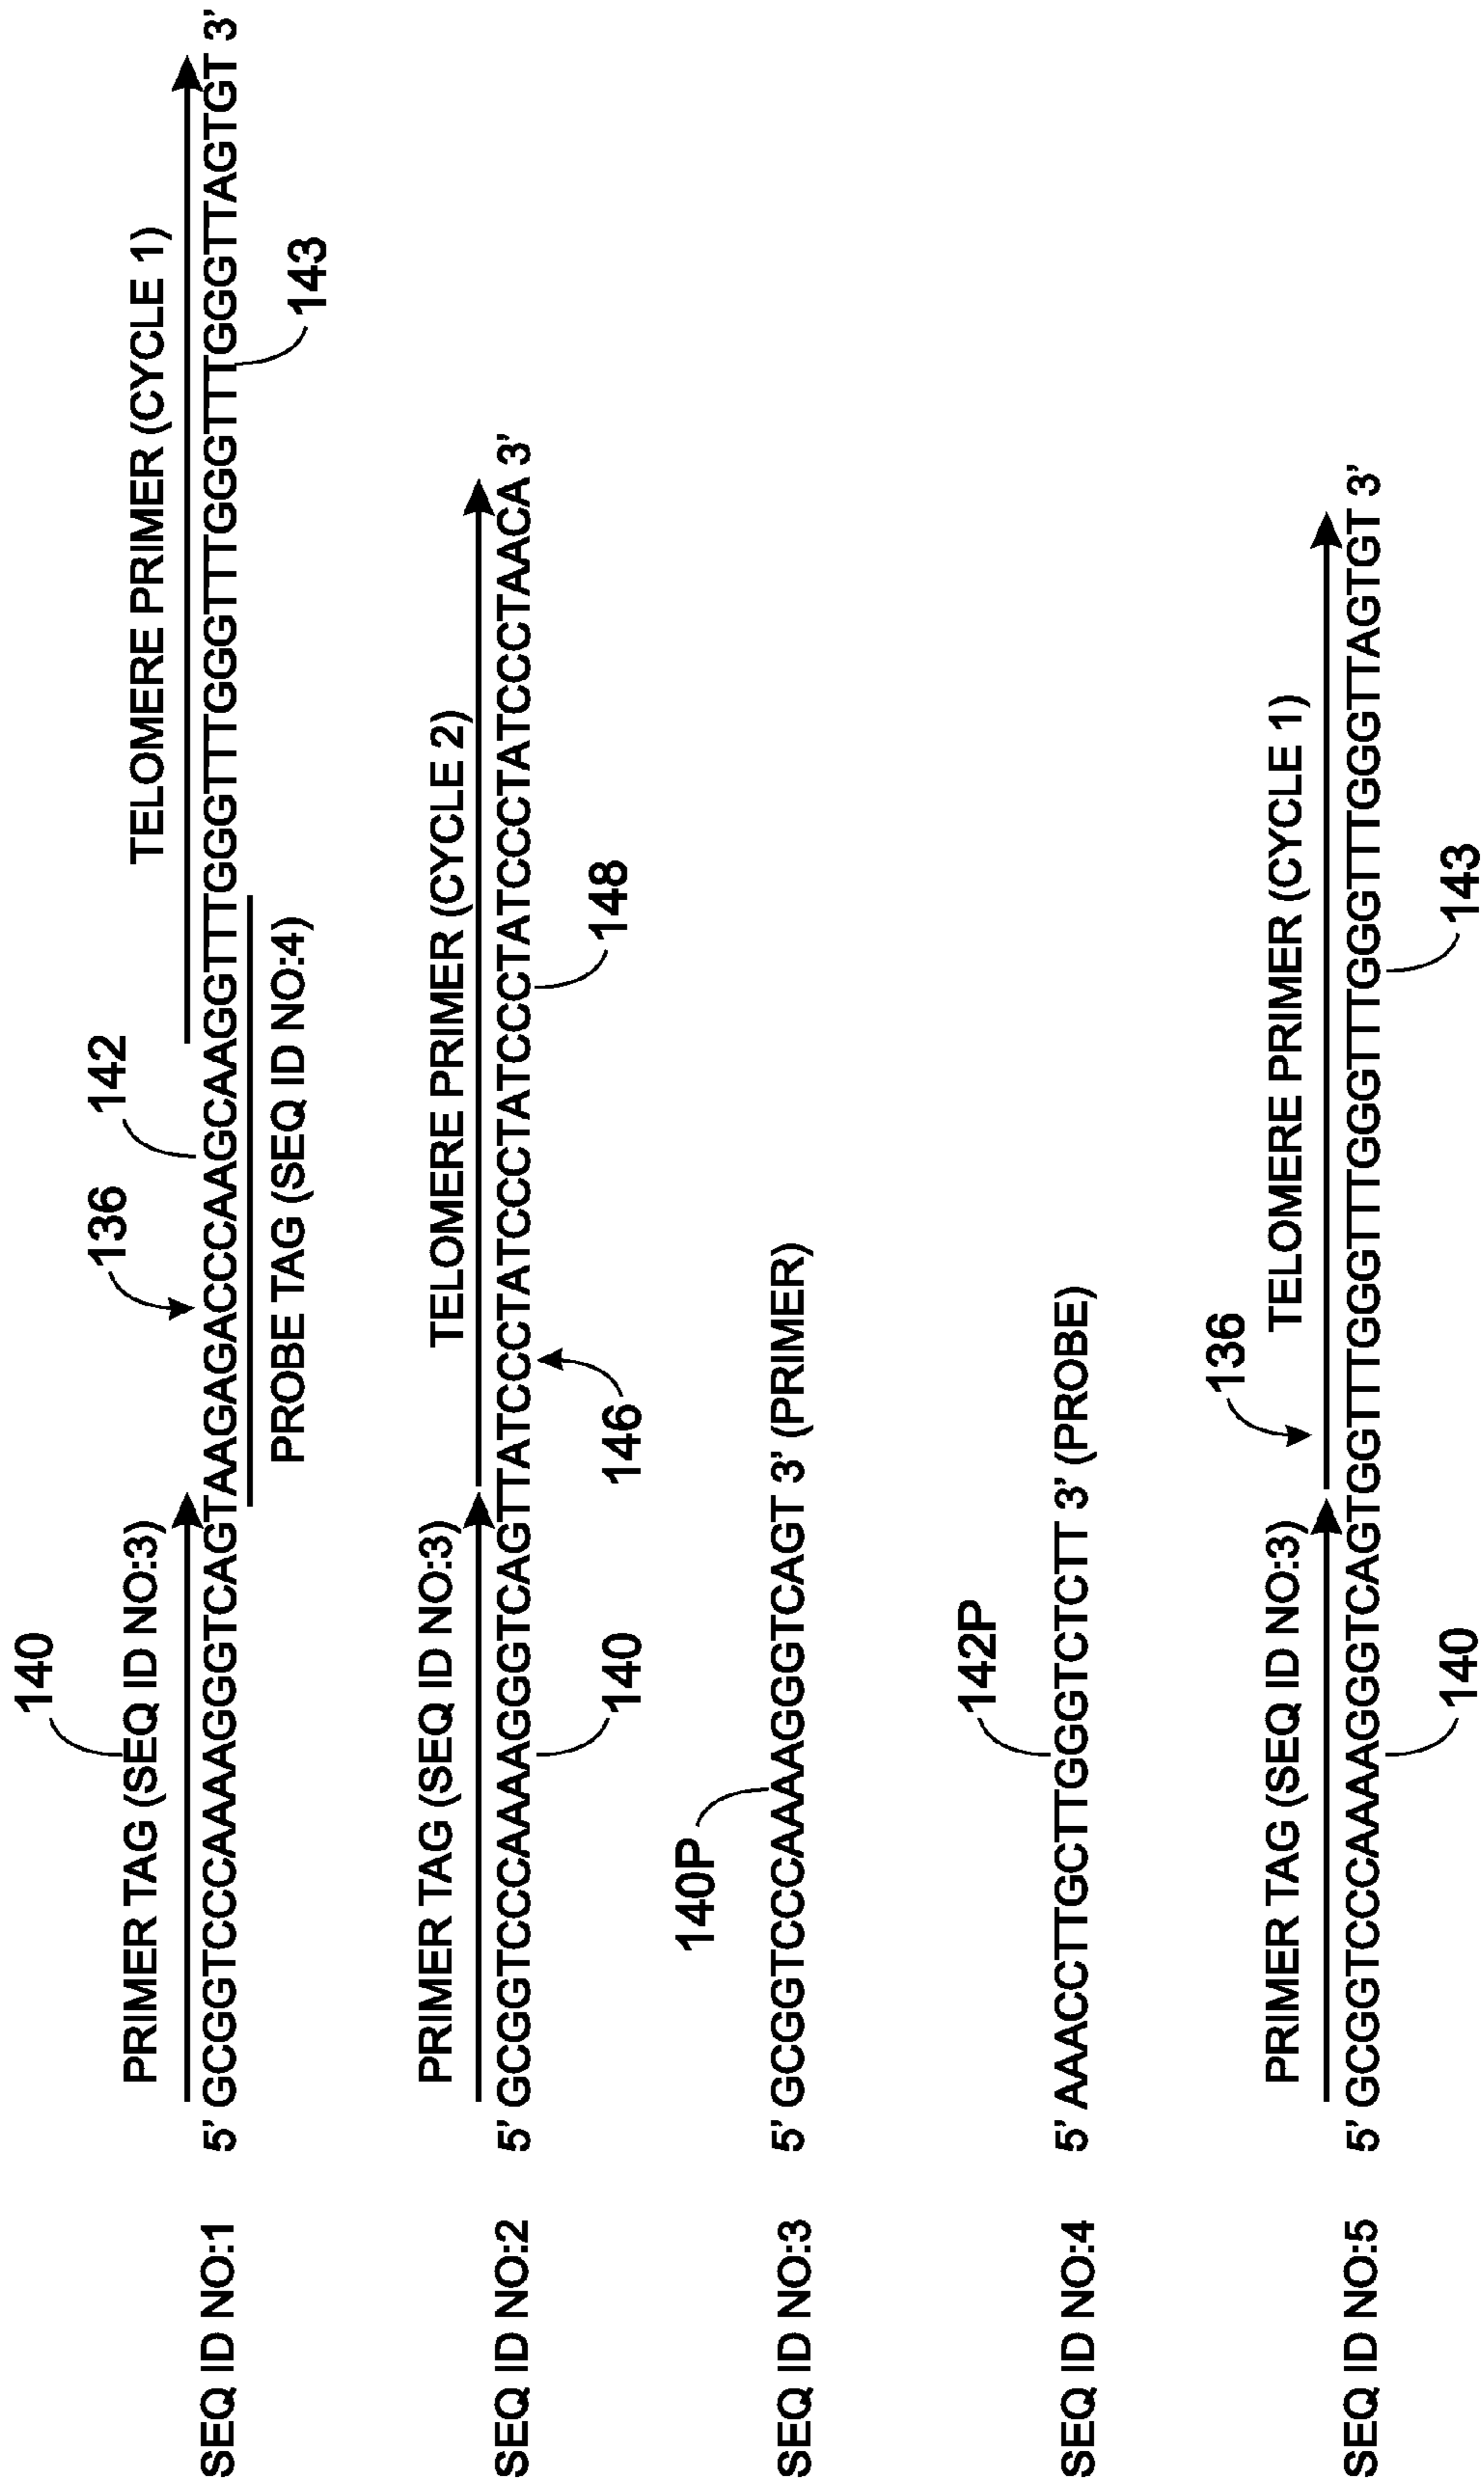 140
PRIMER TAG (SEQ ID NO:3)
136
142
TELOMERE PRIMER (CYCLE 1)
SEQ ID NO:1 5’ GCGGTCCCAAAAGGGTCAGTAAGAGACCCAAGCAAGGTTTGGGTTTGGGTTTGGGTTTGGGTTAGTGT 3’
PROBE TAG (SEQ ID NO:4)
143
PRIMER TAG (SEQ ID NO:3)
TELOMERE PRIMER (CYCLE 2)
SEQ ID NO:2 5’ GCGGTCCCAAAAGGGTCAGTTATCCCTATCCCTATCCCTATCCCTATCCCTAACA 3’
140
146
148
140P
SEQ ID NO:3 5’ GCGGTCCCAAAAGGGTCAGT 3’ (PRIMER)
142P
SEQ ID NO:4 5’ AAACCTTGCTTGGGTCTCTT 3’ (PROBE)
136
PRIMER TAG (SEQ ID NO:3)
TELOMERE PRIMER (CYCLE 1)
SEQ ID NO:5 5’ GCGGTCCCAAAAGGGTCAGTGGTTTGGGTTTGGGTTTGGGTTTGGGTTAGTGT 3’
140
143